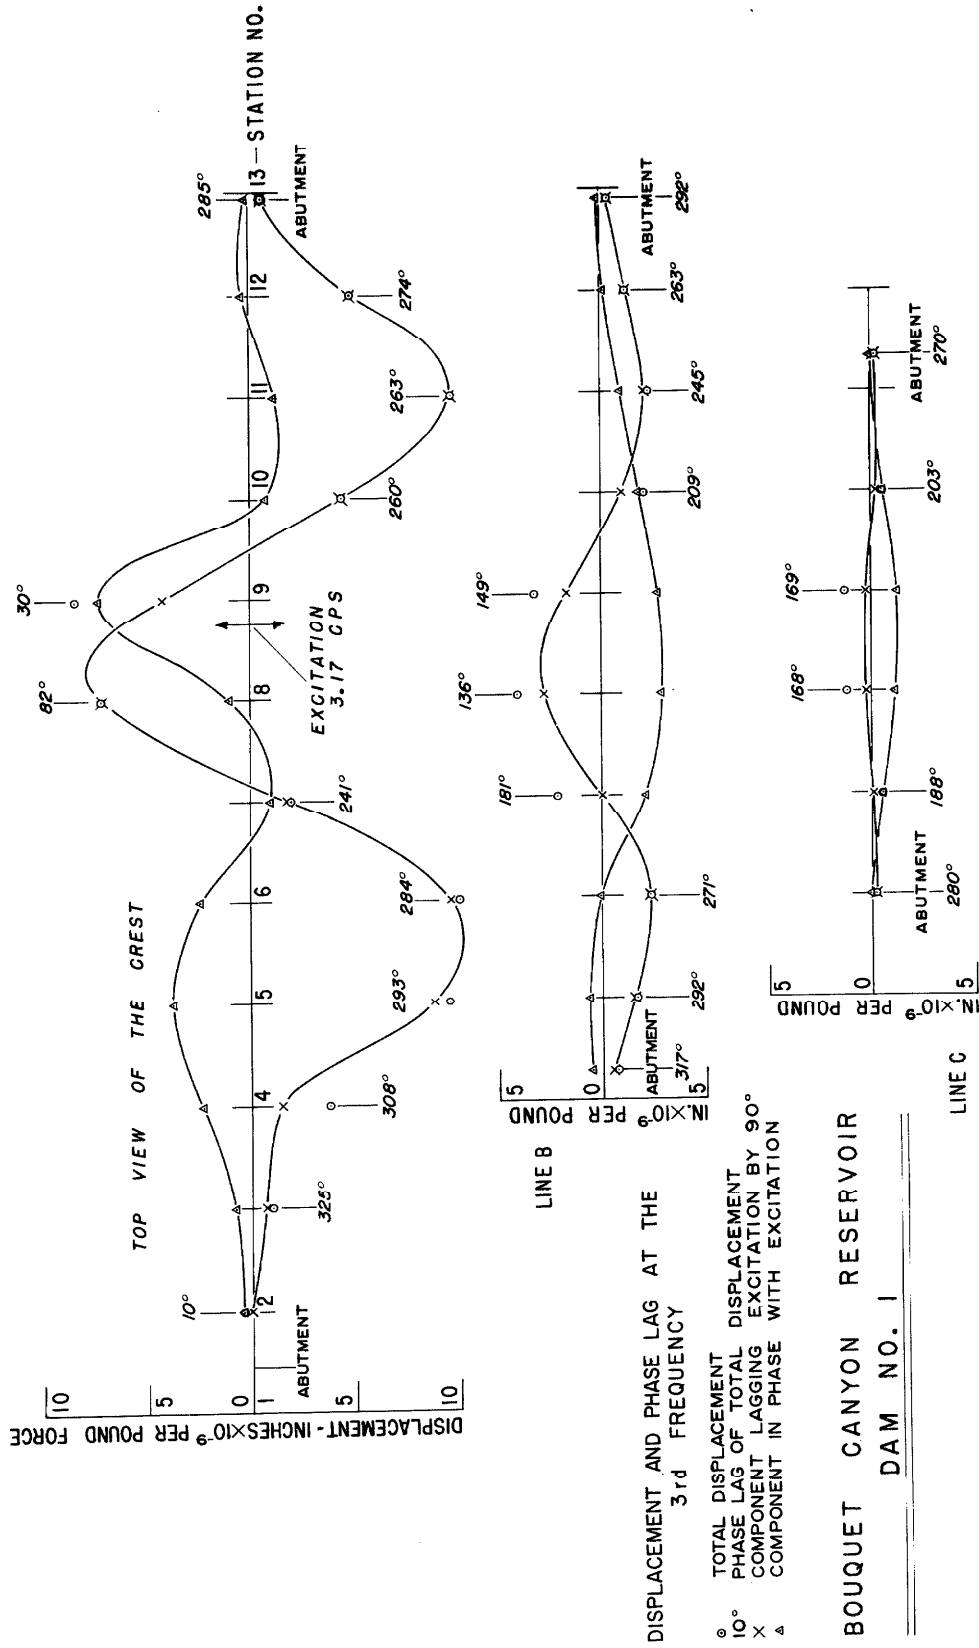 TOP VIEW OF THE CREST
DISPLACEMENT - INCHES×10⁻⁹ PER POUND FORCE
10
5
0
5
10
1
2
4
5
6
8
9
10
11
12
13 — STATION NO.
ABUTMENT
ABUTMENT
10°
325°
308°
293°
284°
241°
82°
30°
260°
263°
274°
285°
EXCITATION
3.17 CPS
LINE B
IN.×10⁻⁹ PER POUND
5
0
5
ABUTMENT
ABUTMENT
317°
292°
271°
181°
136°
149°
209°
245°
263°
292°
LINE C
IN.×10⁻⁹ PER POUND
5
0
5
ABUTMENT
ABUTMENT
280°
188°
168°
169°
203°
270°
DISPLACEMENT AND PHASE LAG AT THE
3rd FREQUENCY
⊙ TOTAL DISPLACEMENT
10° PHASE LAG OF TOTAL DISPLACEMENT
× COMPONENT LAGGING EXCITATION BY 90°
△ COMPONENT IN PHASE WITH EXCITATION
BOUQUET CANYON RESERVOIR
DAM NO. 1